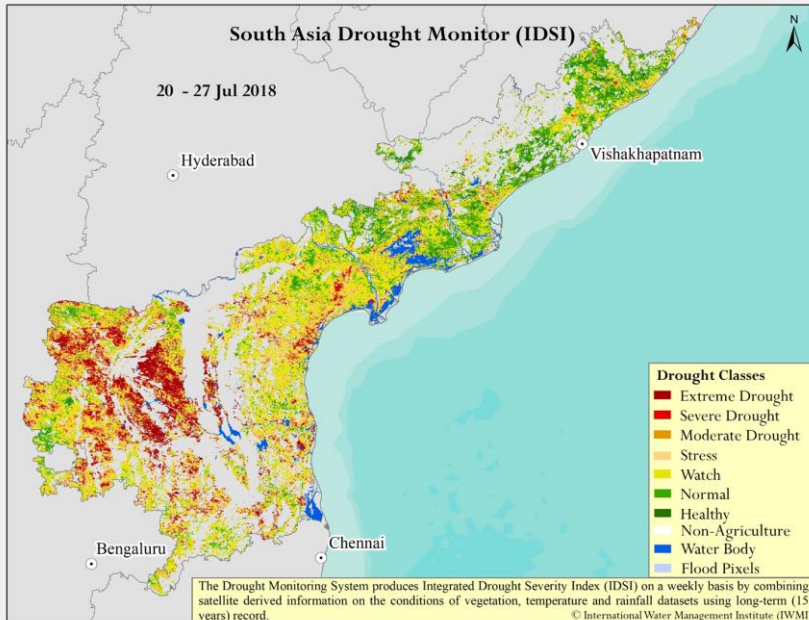 South Asia Drought Monitor (IDSI)
N
20 - 27 Jul 2018
Hyderabad
Vishakhapatnam
Drought Classes
Extreme Drought
Severe Drought
Moderate Drought
Stress
Watch
Normal
Healthy
Non-Agriculture
Water Body
Flood Pixels
Bengaluru
Chennai
The Drought Monitoring System produces Integrated Drought Severity Index (IDSI) on a weekly basis by combining
satellite derived information on the conditions of vegetation, temperature and rainfall datasets using long-term (15
years) record.
© International Water Management Institute (IWMI